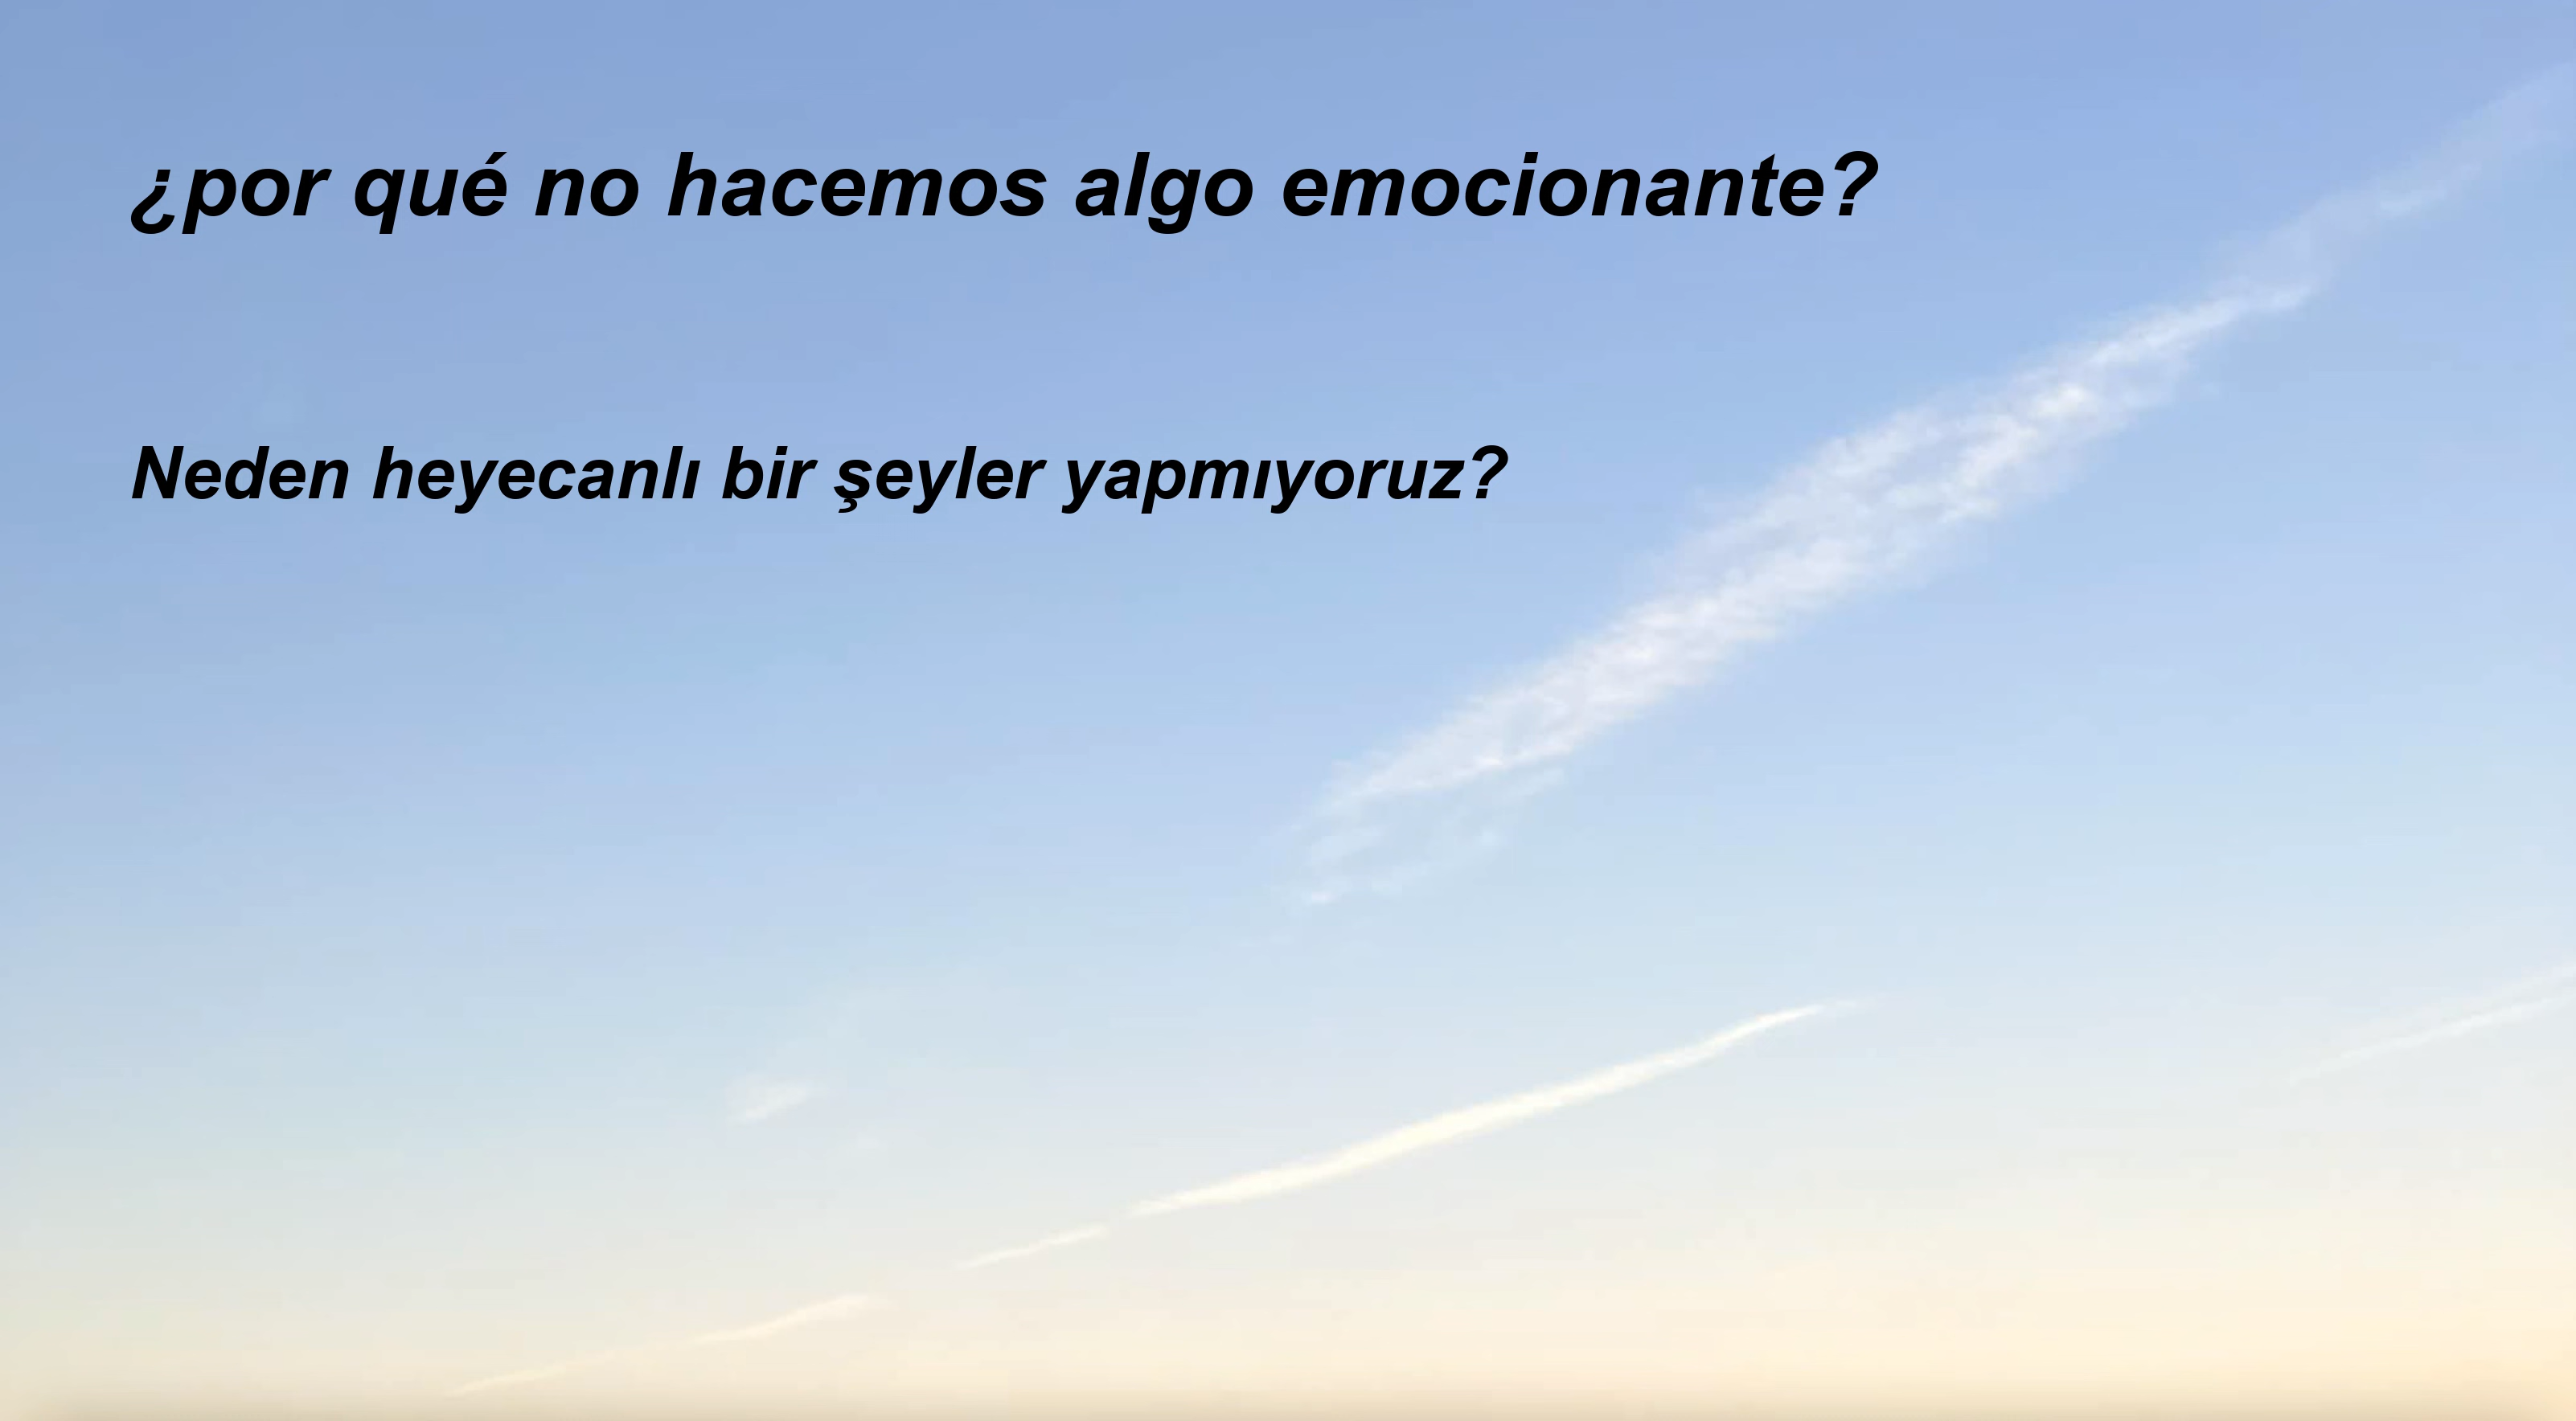 ¿por qué no hacemos algo emocionante?
Neden heyecanlı bir şeyler yapmıyoruz?